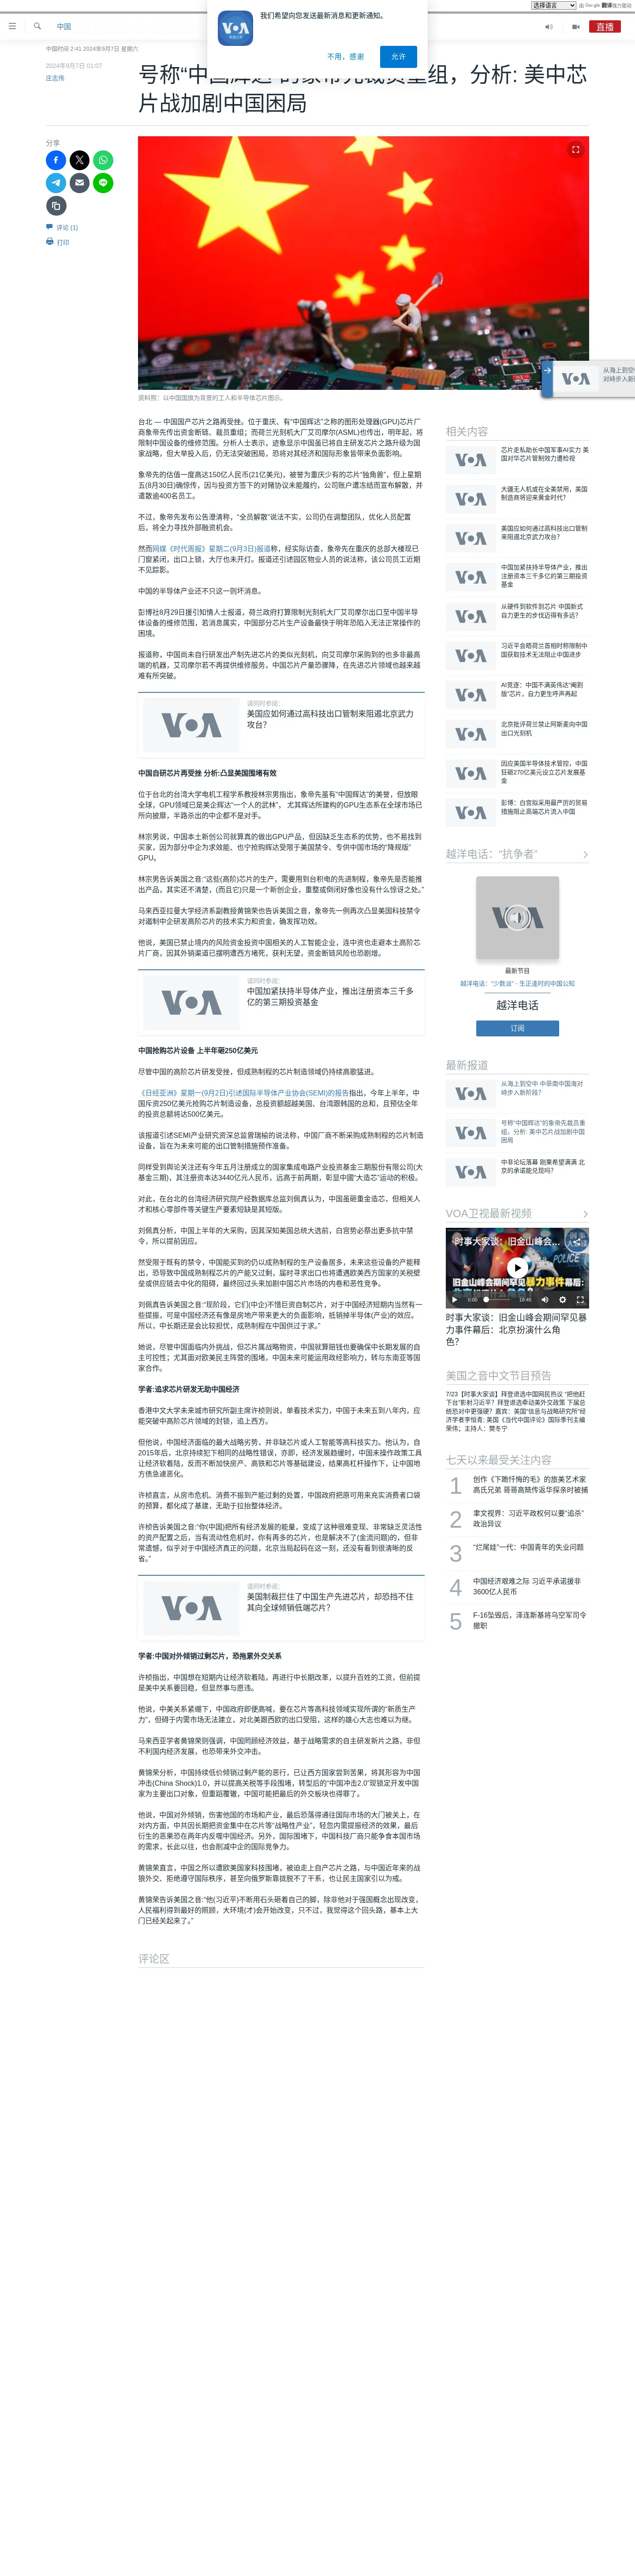 选择语言
由 Google 翻译强力驱动
我们希望向您发送最新消息和更新通知。
不用，感谢
允许
中国
直播
中国时间 2:41 2024年9月7日 星期六
2024年9月7日 01:07
庄志伟
号称“中国辉达”的象帝先裁员重组，分析: 美中芯
片战加剧中国困局
分享
评论 (1)
打印
资料照：以中国国旗为背景的工人和半导体芯片图示。
台北 — 中国国产芯片之路再受挫。位于重庆、有“中国辉达”之称的图形处理器(GPU)芯片厂
商象帝先传出资金断链、裁员重组；而荷兰光刻机大厂艾司摩尔(ASML)也传出，明年起，将
限制中国设备的维修范围。分析人士表示，迹象显示中国虽已将自主研发芯片之路升级为国
家战略，但大举投入后，仍无法突破困局，恐将对其经济和国际形象皆带来负面影响。
象帝先的估值一度高达150亿人民币(21亿美元)，被誉为重庆少有的芯片“独角兽”，但上星期
五(8月30日)确切惊传，因与投资方签下的对赌协议未能履约，公司账户遭冻结而宣布解散，并
遣散逾400名员工。
不过，象帝先发布公告澄清称，“全员解散”说法不实，公司仍在调整团队，优化人员配置
后，将全力寻找外部融资机会。
然而网媒《时代周报》星期二(9月3日)报道称，经实际访查，象帝先在重庆的总部大楼现已
门窗紧闭，出口上锁，大厅也未开灯。报道还引述园区物业人员的说法称，该公司员工近期
不见踪影。
中国的半导体业还不只这一则坏消息。
彭博社8月29日援引知情人士报道，荷兰政府打算限制光刻机大厂艾司摩尔出口至中国半导
体设备的维修范围，若消息属实，中国部分芯片生产设备最快于明年恐陷入无法正常操作的
困境。
报道称，中国尚未自行研发出产制先进芯片的类似光刻机，向艾司摩尔采购到的也多非最高
端的机器，艾司摩尔若不再提供维修服务，中国芯片产量恐骤降，在先进芯片领域也越来越
难有所突破。
请同时参阅：
美国应如何通过高科技出口管制来阻遏北京武力
攻台?
中国自研芯片再受挫 分析:凸显美国围堵有效
位于台北的台湾大学电机工程学系教授林宗男指出，象帝先虽有“中国辉达”的美誉，但放眼
全球，GPU领域已是美企辉达“一个人的武林”， 尤其辉达所建构的GPU生态系在全球市场已
所向披靡，半路杀出的中企都不是对手。
林宗男说，中国本土新创公司就算真的做出GPU产品，但因缺乏生态系的优势，也不易找到
买家，因为部分中企为求效能、也宁抢购辉达受限于美国禁令、专供中国市场的“降规版”
GPU。
林宗男告诉美国之音:“这些(高阶)芯片的生产，需要用到台积电的先进制程，象帝先是否能推
出产品，其实还不清楚，(而且它)只是一个新创企业，重整或倒闭好像也没有什么惊讶之处。”
马来西亚拉曼大学经济系副教授黄锦荣也告诉美国之音，象帝先一例再次凸显美国科技禁令
对遏制中企研发高阶芯片的技术实力相当奏效。
他说，美国已禁止境内的风险资金投资中国相关的人工智能企业，连中资也走避本土高阶芯
片厂商，因其外销渠道已摆明遭西方堵死，获利无望，资金断链风险也恐剧增。
请同时参阅：
中国加紧扶持半导体产业，推出注册资本三千多
亿的第三期投资基金
中国抢购芯片设备 上半年砸250亿美元
尽管中国的高阶芯片研发受挫，但成熟制程的芯片制造领域仍持续高歌猛进。
《日经亚洲》星期一(9月2日)引述国际半导体产业协会(SEMI)的报告指出，今年上半年，中
国斥资250亿美元抢购芯片制造设备，总投资额超越美国、台湾跟韩国的总和，且预估全年
的投资总额将达500亿美元。
该报道引述SEMI产业研究资深总监曾瑞榆的说法称，中国厂商不断采购成熟制程的芯片制造
设备，旨在为未来可能的出口管制措施预作准备。
同样受到舆论关注还有今年五月注册成立的国家集成电路产业投资基金三期股份有限公司(大
基金三期)，其注册资本达3440亿元人民币，远高于前两期，彰显中國“大造芯”运动的积极。
对此，在台北的台湾经济研究院产经数据库总监刘佩真认为，中国虽砸重金造芯，但相关人
才和核心零部件等关键生产要素短缺是其短版。
刘佩真分析，中国上半年的大采购，因其深知美国总统大选前，白宫势必祭出更多抗中禁
令，所以提前因应。
然受限于既有的禁令，中国能买到的仍以成熟制程的生产设备居多，未来这些设备的产能释
出，恐导致中国成熟制程芯片的产能又过剩，届时寻求出口也将遭遇欧美西方国家的关税壁
垒或供应链去中化的阻碍，最终回过头来加剧中国芯片市场的内卷和恶性竞争。
刘佩真告诉美国之音:“现阶段，它们(中企)不惜巨资自制芯片，对于中国经济短期内当然有一
些的拉抬，可是中国经济还有像是房地产带来更大的负面影响，抵销掉(半导体产业)的效应。
所以，中长期还是会比较担忧，成熟制程在中国供过于求。”
她说，尽管中国面临内外挑战，但芯片属战略物资，中国就算赔钱也要确保中长期发展的自
主可控性；尤其面对欧美民主阵营的围堵，中国未来可能运用政经影响力，转与东南亚等国
家合作。
学者:追求芯片研发无助中国经济
香港中文大学未来城市研究所副主席许桢则说，单看技术实力，中国于未来五到八年内，应
能突破中高阶芯片领域的封锁，追上西方。
但他说，中国经济面临的最大战略劣势，并非缺芯片或人工智能等高科技实力。他认为，自
2015年后，北京持续犯下相同的战略性错误，亦即，经济发展趋缓时，中国未操作政策工具
让经济软着陆，反而不断加快房产、高铁和芯片等基础建设，结果高杠杆操作下，让中国地
方债急遽恶化。
许桢直言，从房市危机、消费不振到产能过剩的处置，中国政府把原可用来充实消费者口袋
的预算，都化成了基建，无助于拉抬整体经济。
许桢告诉美国之音:“你(中国)把所有经济发展的能量，变成了这种很难变现、非常缺乏灵活性
的资产配置之后，当有流动性危机时，你有再多的芯片，也是解决不了(金流问题)的，但非
常遗憾，似乎对于中国经济真正的问题，北京当局起码在这一刻，还没有看到很清晰的反
省。”
请同时参阅：
美国制裁拦住了中国生产先进芯片，却恐挡不住
其向全球倾销低端芯片?
学者:中国对外倾销过剩芯片，恐拖累外交关系
许桢指出，中国想在短期内让经济软着陆，再进行中长期改革，以提升百姓的工资，但前提
是美中关系要回稳，但显然事与愿违。
他说，中美关系紧绷下，中国政府即便高喊，要在芯片等高科技领域实现所谓的“新质生产
力”，但碍于内需市场无法建立，对北美跟西欧的出口受阻，这样的雄心大志也难以为继。
马来西亚学者黄锦荣则强调，中国罔顾经济效益，基于战略需求的自主研发新片之路，非但
不利国内经济发展，也恐带来外交冲击。
黄锦荣分析，中国持续低价倾销过剩产能的恶行，已让西方国家尝到苦果，将其形容为中国
冲击(China Shock)1.0，并以提高关税等手段围堵，转型后的“中国冲击2.0”现锁定开发中国
家为主要出口对象，但重蹈覆辙，中国可能把最后的外交板块也得罪了。
他说，中国对外倾销，伤害他国的市场和产业，最后恐落得通往国际市场的大门被关上，在
对内方面，中共因长期把资金集中在芯片等“战略性产业”，轻忽内需提振经济的效果，最后
衍生的恶果恐在两年内反噬中国经济。另外，国际围堵下，中国科技厂商只能争食本国市场
的需求，长此以往，也会削减中企的国际竞争力。
黄锦荣直言，中国之所以遭欧美国家科技围堵，被迫走上自产芯片之路，与中国近年来的战
狼外交、拒绝遵守国际秩序，甚至向俄罗斯靠拢脱不了干系，也让民主国家引以为戒。
黄锦荣告诉美国之音:“他(习近平)不断用石头砸着自己的脚，除非他对于强国概念出现改变，
人民福利得到最好的照顾，大环境(才)会开始改变，只不过，我觉得这个回头路，基本上大
门已经关起来了。”
评论区
从海上到空中
对峙步入新阶
相关内容
芯片走私助长中国军事AI实力 美
国对华芯片管制效力遭检视
大疆无人机或在全美禁用，美国
制造商将迎来黄金时代?
美国应如何通过高科技出口管制
来阻遏北京武力攻台?
中国加紧扶持半导体产业，推出
注册资本三千多亿的第三期投资
基金
从硬件到软件到芯片 中国新式
自力更生的步伐迈得有多远?
习近平会晤荷兰首相时称限制中
国获取技术无法阻止中国进步
AI竞逐：中国不满英伟达“阉割
版”芯片，自力更生呼声再起
北京批评荷兰禁止阿斯麦向中国
出口光刻机
因应美国半导体技术管控，中国
狂砸270亿美元设立芯片发展基
金
彭博：白宫拟采用最严厉的贸易
措施阻止高端芯片流入中国
越洋电话：“抗争者”
最新节目
越洋电话：“少数派” - 生正逢时的中国公知
越洋电话
订阅
最新报道
从海上到空中 中菲南中国海对
峙步入新阶段?
号称“中国辉达”的象帝先裁员重
组，分析: 美中芯片战加剧中国
困局
中非论坛落幕 刚果希望满满 北
京的承诺能兑现吗?
VOA卫视最新视频
时事大家谈：旧金山峰会...
旧金山峰会期间罕见暴力事件幕后：
0:00
16:45
时事大家谈：旧金山峰会期间罕见暴
力事件幕后：北京扮演什么角
色?
美国之音中文节目预告
7/23【时事大家谈】拜登退选中国网民热议 “把他赶
下台”影射习近平？拜登退选牵动美外交政策 下届总
统恐对中更强硬？嘉宾：美国“信息与战略研究所”经
济学者李恒青; 美国《当代中国评论》国际季刊主编
荣伟；主持人：樊冬宁
七天以来最受关注内容
1
创作《下跪忏悔的毛》的旅美艺术家
高氏兄弟 哥哥高兟传返华探亲时被捕
2
聿文视界：习近平政权何以要“追杀”
政治异议
3
“烂尾娃”一代：中国青年的失业问题
4
中国经济艰难之际 习近平承诺援非
3600亿人民币
5
F-16坠毁后，泽连斯基将乌空军司令
撤职